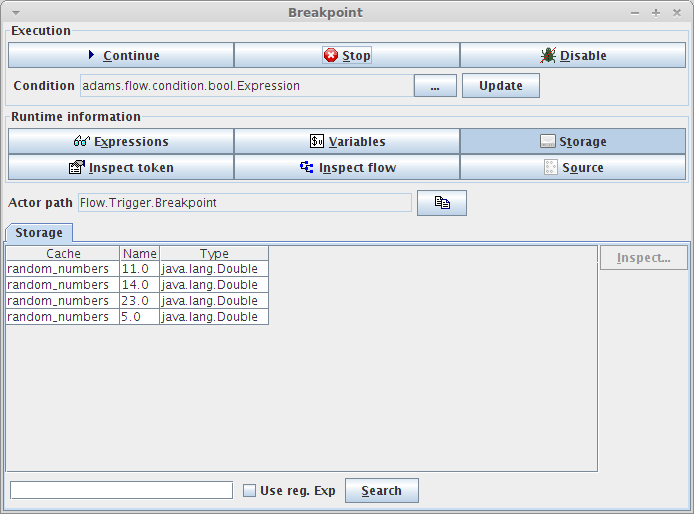 Breakpoint
Execution
Continue Stop Disable
Condition adams.flow.condition.bool.Expression ... Update
Runtime information
Expressions $u Variables Storage
Inspect token Inspect flow Source
Actor path Flow.Trigger.Breakpoint
Storage
Cache Name Type Inspect...
random_numbers 11.0 java.lang.Double
random_numbers 14.0 java.lang.Double
random_numbers 23.0 java.lang.Double
random_numbers 5.0 java.lang.Double
Use reg. Exp Search